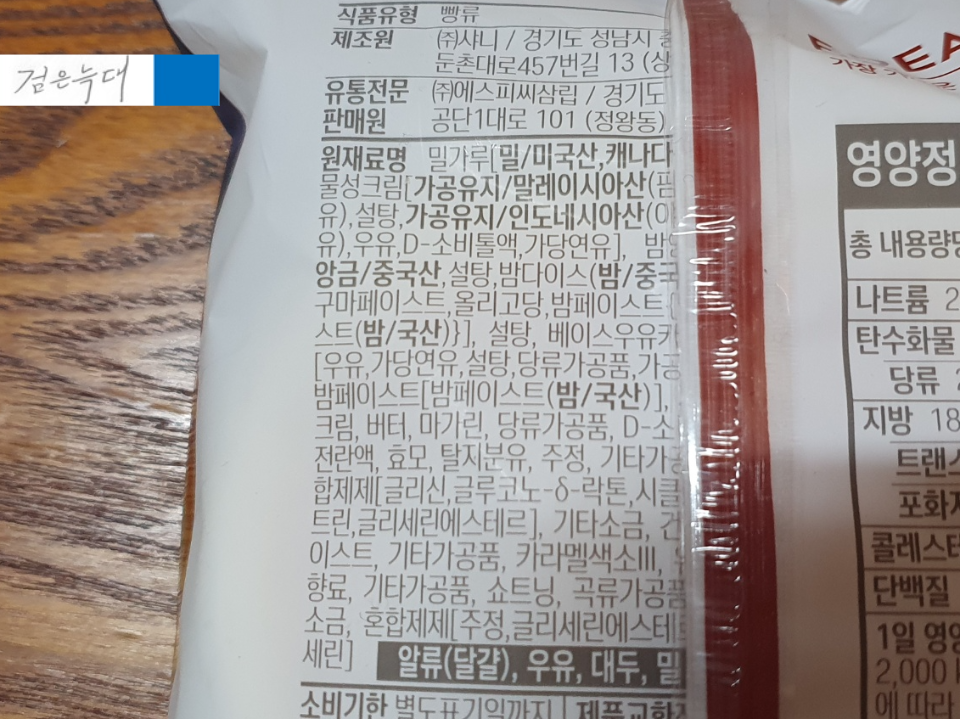 검은늑대
식품유형 빵류
제조원 ㈜샤니 / 경기도 성남시
둔촌대로457번길 13
유통전문 ㈜에스피씨삼립 / 경기도
판매원 공단1대로 101 (정왕동)
원재료명 밀가루[밀/미국산,캐나다
물성크림[가공유지/말레이시아산(팜
유),설탕,가공유지/인도네시아산(
유),우유,D-소비톨액,가당연유],
앙금/중국산,설탕,밤다이스(밤/중국
구마페이스트,올리고당,밤페이스트
스트(밤/국산)}], 설탕, 베이스우유
[우유,가당연유,설탕,당류가공품,가공
밤페이스트[밤페이스트(밤/국산)],
크림, 버터, 마가린, 당류가공품, D-소
전란액, 효모, 탈지분유, 주정, 기타가공
합제제[글리신,글루코노-δ-락톤,시클
트린,글리세린에스테르], 기타소금,
이스트, 기타가공품, 카라멜색소III,
향료, 기타가공품, 쇼트닝, 곡류가공품
소금, 혼합제제[주정,글리세린에스테
세린]
알류(달걀), 우유, 대두, 밀
소비기한 별도표기일까지 제품교환
영양정
총 내용량
나트륨 2
탄수화물
당류 2
지방 18
트랜스
포화지
콜레스테
단백질
1일 영양
2,000
에 따라